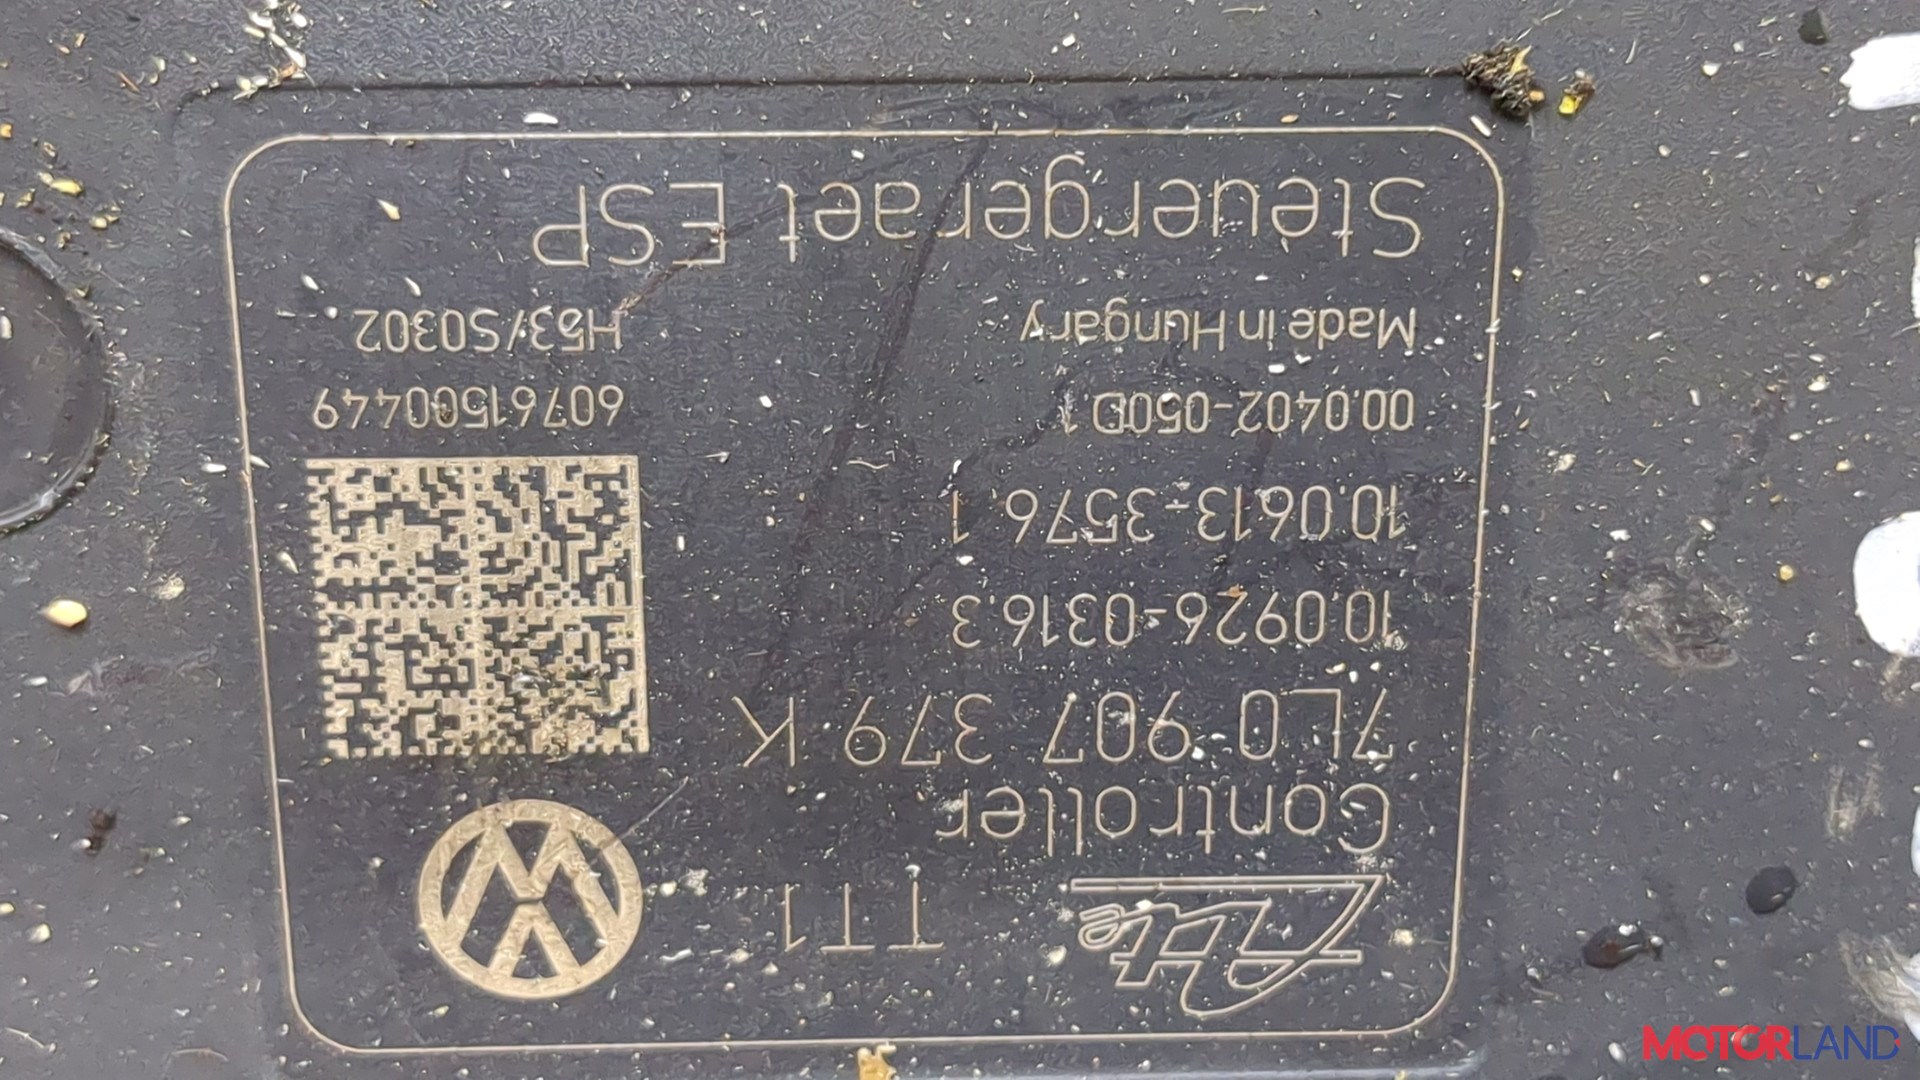 Ate TT1
Controller
7L0 907 379 K
10.0926-0316.3
10.0613-3576.1
00.0402-050D.1
60761500449
Made in Hungary
H53/S0302
Steuergeraet ESP
MOTORLAND